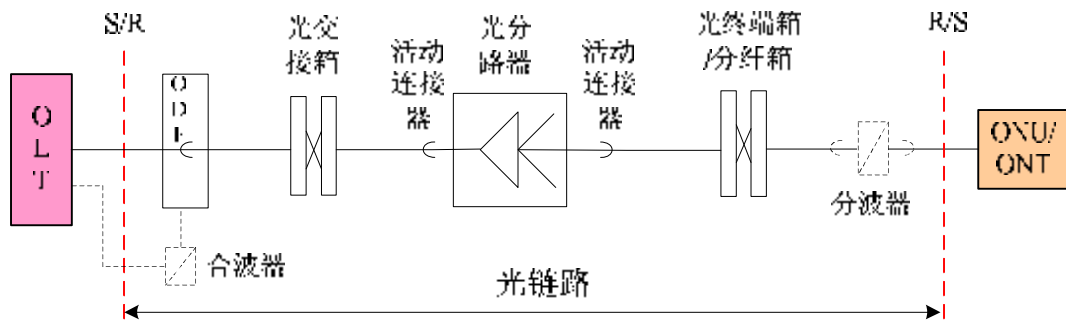 S/R
光交
接箱
活动
连接
器
光分
路器
活动
连接
器
光终端箱
/分纤箱
R/S
O
L
T
O
D
F
ONU/
ONT
合波器
分波器
光链路